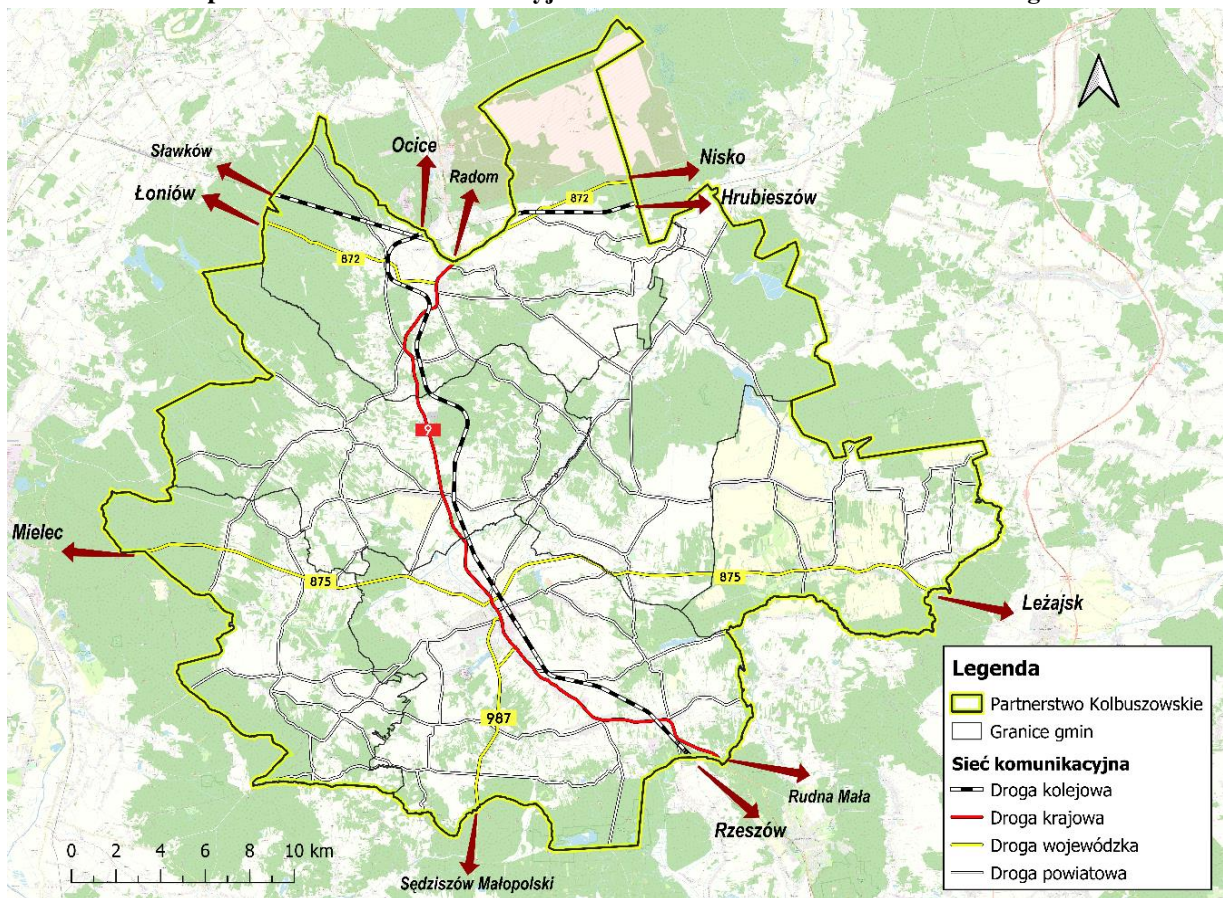 Sławków
Łoniów
Ocice
Radom
Nisko
Hrubieszów
872
872
9
Mielec
875
875
Leżajsk
987
Rudna Mała
Rzeszów
Sędziszów Małopolski
0 2 4 6 8 10 km
Legenda
Partnerstwo Kolbuszowskie
Granice gmin
Sieć komunikacyjna
Droga kolejowa
Droga krajowa
Droga wojewódzka
Droga powiatowa